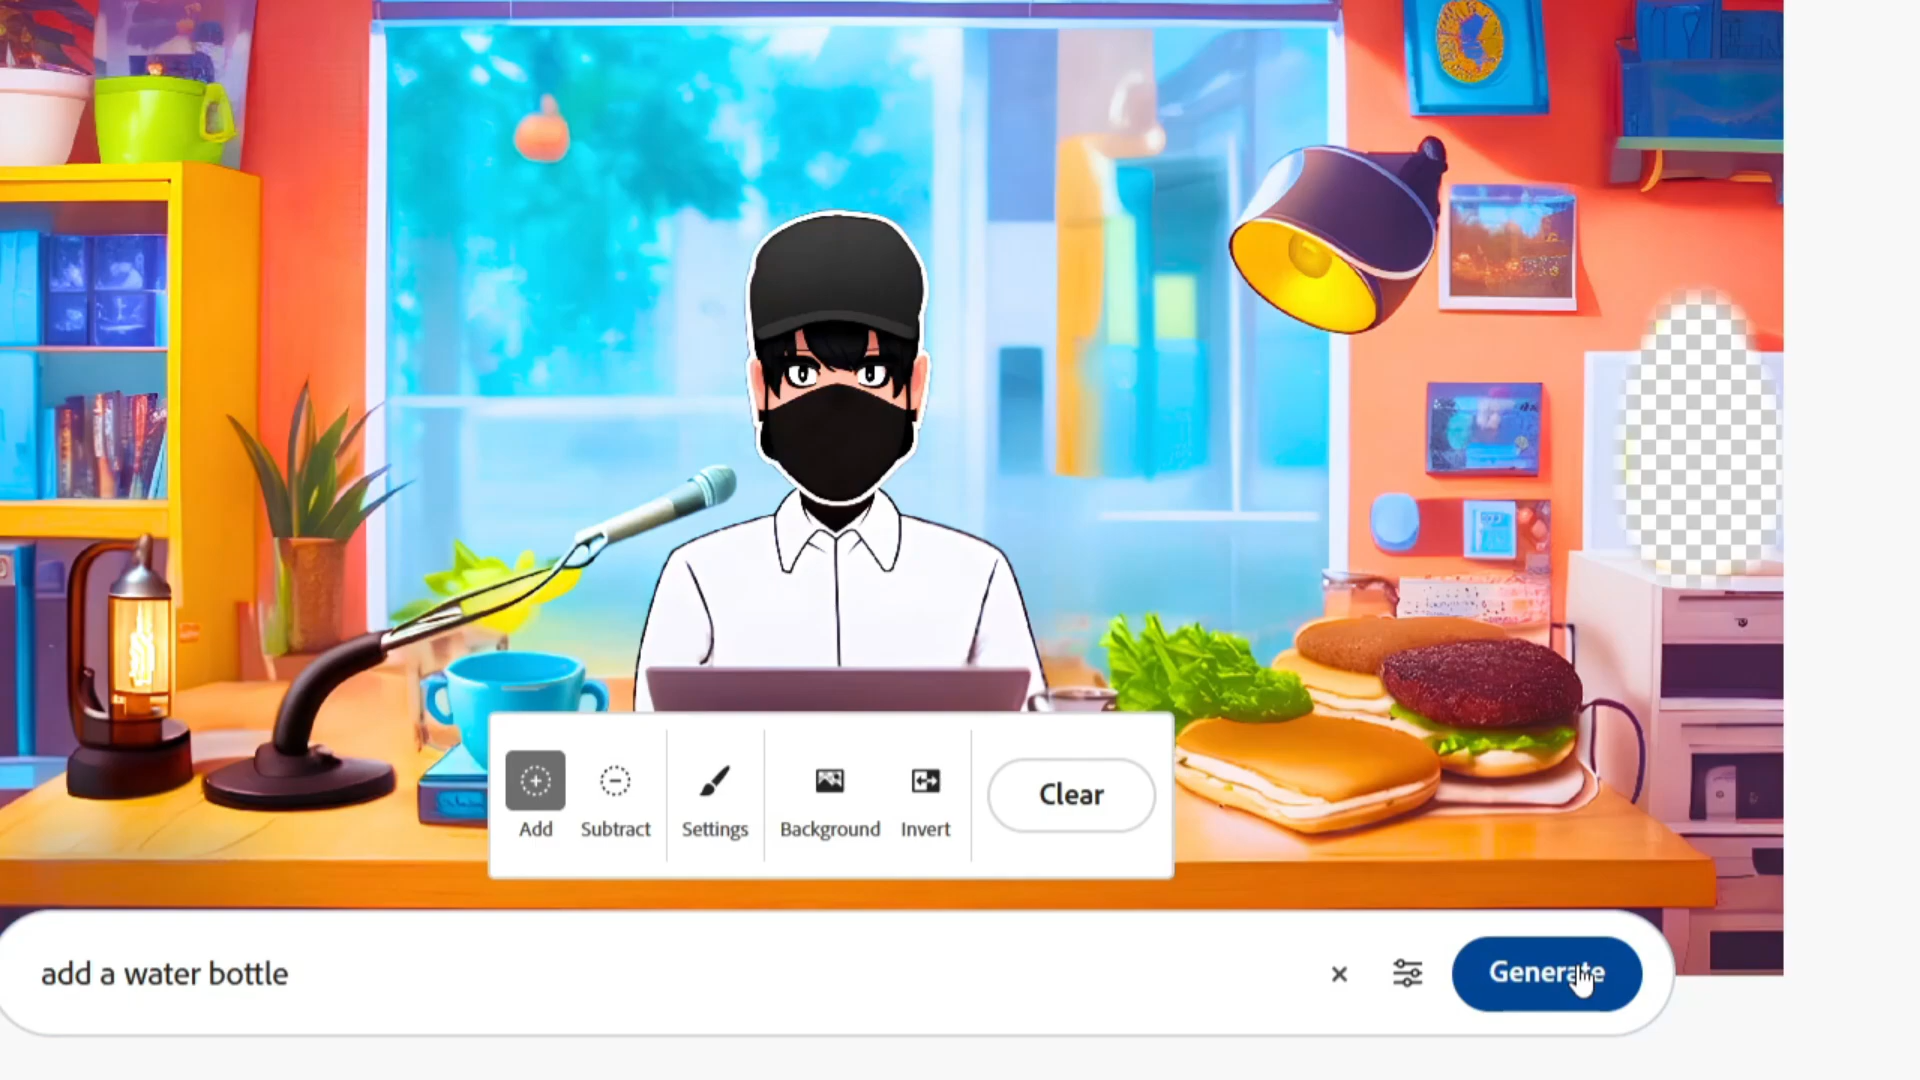 Add
Subtract
Settings
Background
Invert
Clear
add a water bottle
Generate